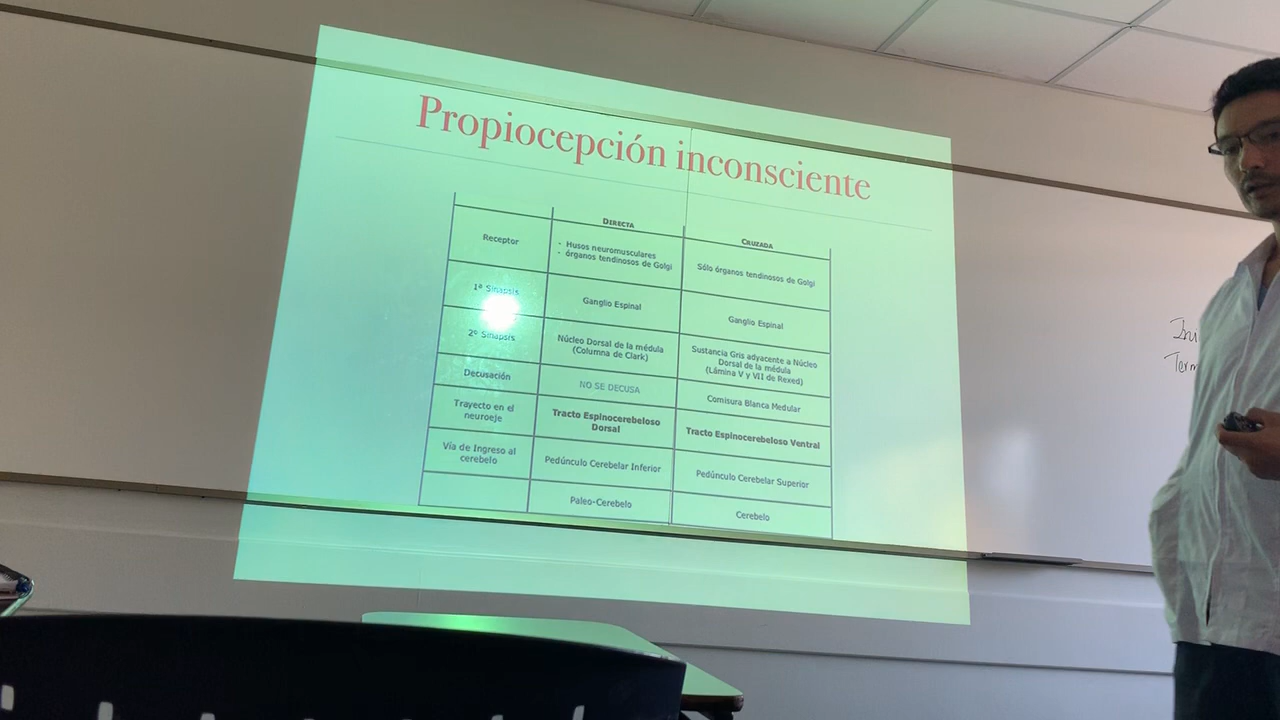 Propiocepción inconsciente
DIRECTA
CRUZADA
Receptor
- Husos neuromusculares
- órganos tendinosos de Golgi
Sólo órganos tendinosos de Golgi
1ª Sinapsis
Ganglio Espinal
Ganglio Espinal
2º Sinapsis
Núcleo Dorsal de la médula
(Columna de Clark)
Sustancia Gris adyacente a Núcleo
Dorsal de la médula
(Lámina V y VII de Rexed)
Decusación
NO SE DECUSA
Comisura Blanca Medular
Trayecto en el
neuroeje
Tracto Espinocerebeloso
Dorsal
Tracto Espinocerebeloso Ventral
Vía de Ingreso al
cerebelo
Pedúnculo Cerebelar Inferior
Pedúnculo Cerebelar Superior
Paleo-Cerebelo
Cerebelo